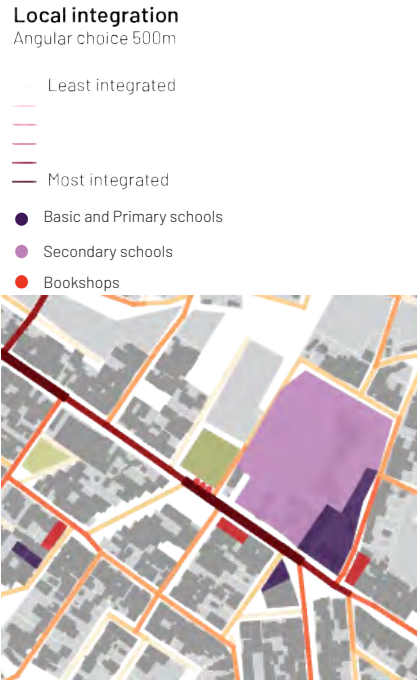 Local integration
Angular choice 500m
Least integrated
Most integrated
Basic and Primary schools
Secondary schools
Bookshops